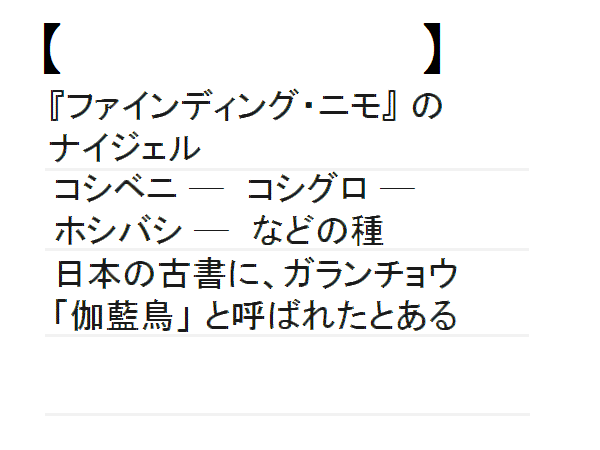 【　　　　　　　　　　】
『ファインディング・ニモ』の
ナイジェル
コシベニ ―　コシグロ ―
ホシバシ ―　などの種
日本の古書に、ガランチョウ
「伽藍鳥」と呼ばれたとある